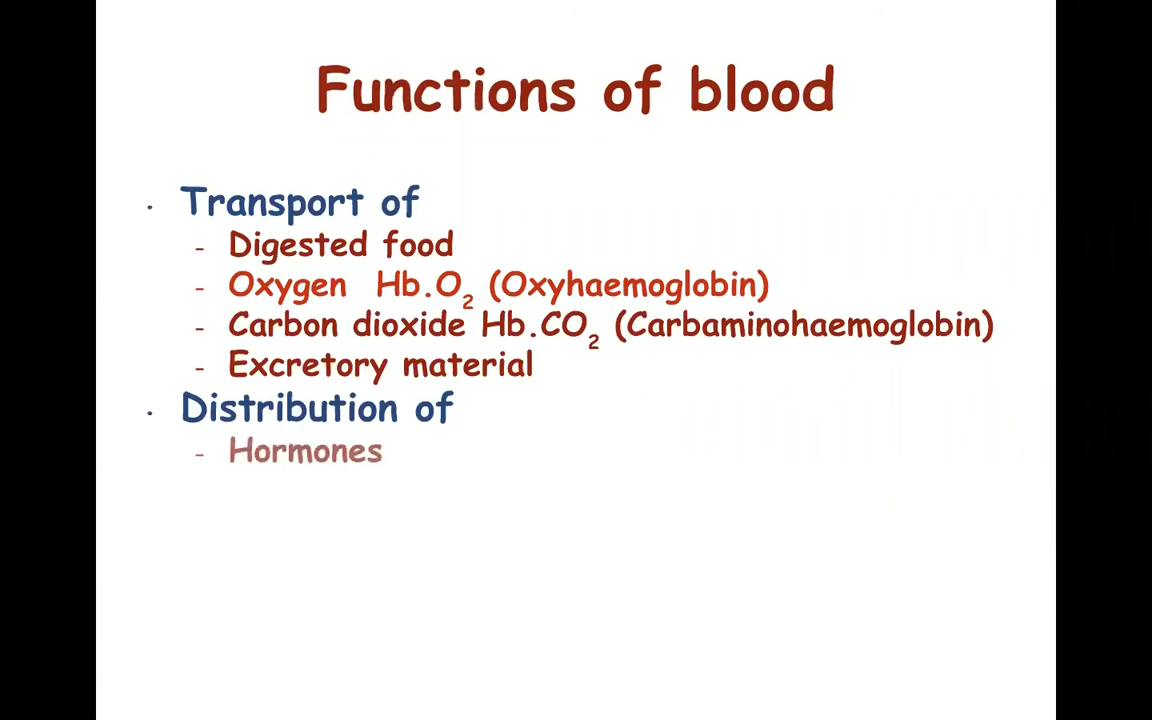 Functions of blood
· Transport of
- Digested food
- Oxygen Hb.O₂ (Oxyhaemoglobin)
- Carbon dioxide Hb.CO₂ (Carbaminohaemoglobin)
- Excretory material
· Distribution of
- Hormones